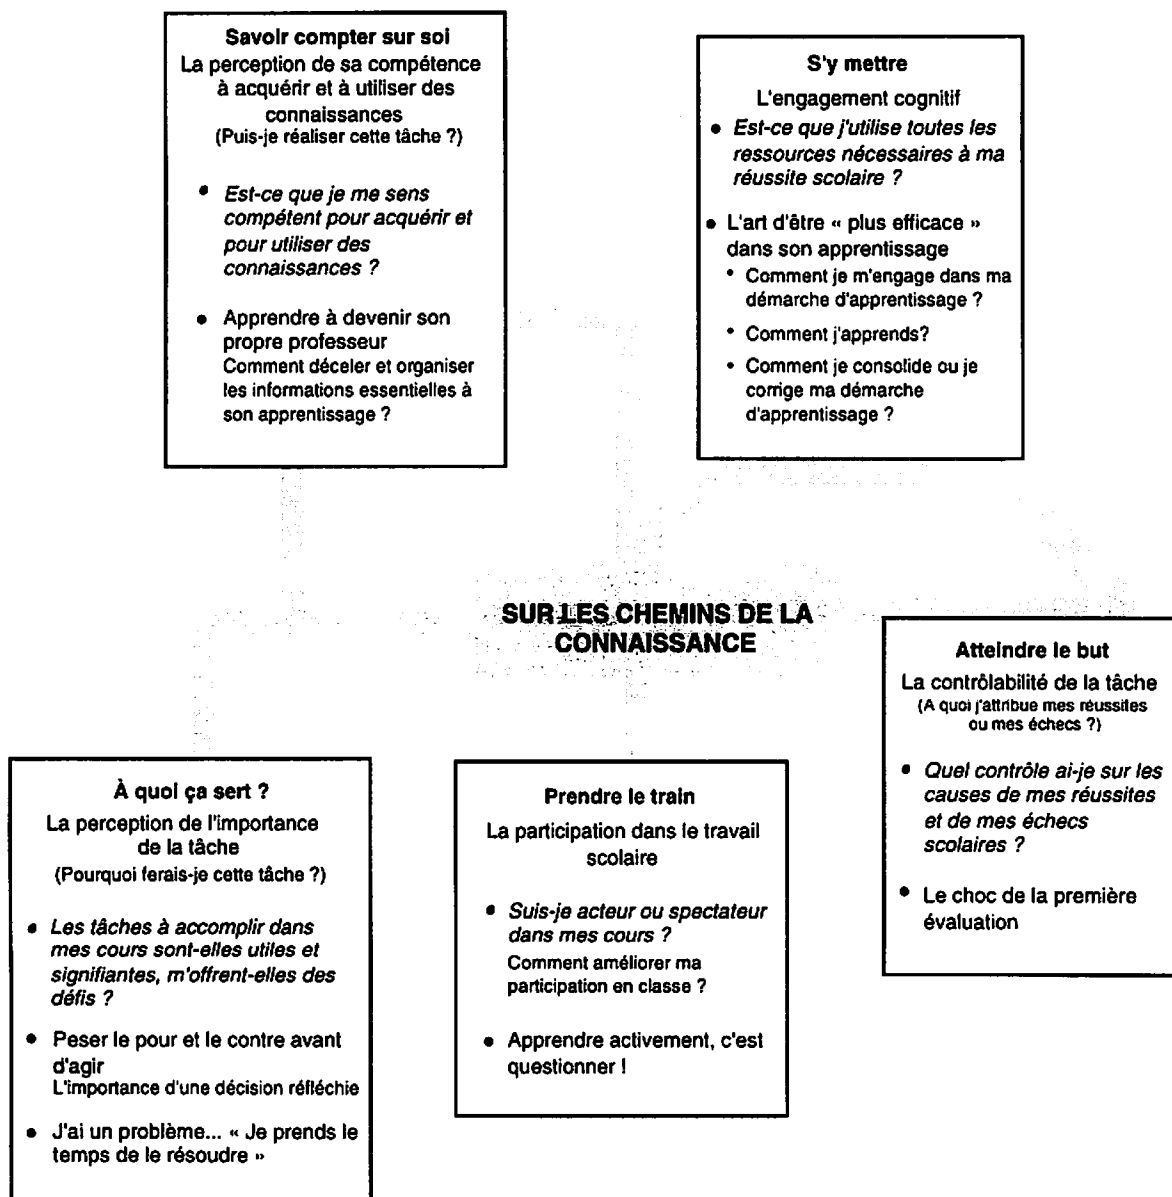 Savoir compter sur soi
La perception de sa compétence
à acquérir et à utiliser des
connaissances
(Puis-je réaliser cette tâche ?)
• Est-ce que je me sens
compétent pour acquérir et
pour utiliser des
connaissances ?
• Apprendre à devenir son
propre professeur
Comment déceler et organiser
les informations essentielles à
son apprentissage ?
S'y mettre
L'engagement cognitif
• Est-ce que j'utilise toutes les
ressources nécessaires à ma
réussite scolaire ?
• L'art d'être « plus efficace »
dans son apprentissage
• Comment je m'engage dans ma
démarche d'apprentissage ?
• Comment j'apprends?
• Comment je consolide ou je
corrige ma démarche
d'apprentissage ?
SUR LES CHEMINS DE LA
CONNAISSANCE
Atteindre le but
La contrôlabilité de la tâche
(A quoi j'attribue mes réussites
ou mes échecs ?)
• Quel contrôle ai-je sur les
causes de mes réussites
et de mes échecs
scolaires ?
• Le choc de la première
évaluation
À quoi ça sert ?
La perception de l'importance
de la tâche
(Pourquoi ferais-je cette tâche ?)
• Les tâches à accomplir dans
mes cours sont-elles utiles et
signifiantes, m'offrent-elles des
défis ?
• Peser le pour et le contre avant
d'agir
L'importance d'une décision réfléchie
• J'ai un problème... « Je prends le
temps de le résoudre »
Prendre le train
La participation dans le travail
scolaire
• Suis-je acteur ou spectateur
dans mes cours ?
Comment améliorer ma
participation en classe ?
• Apprendre activement, c'est
questionner !